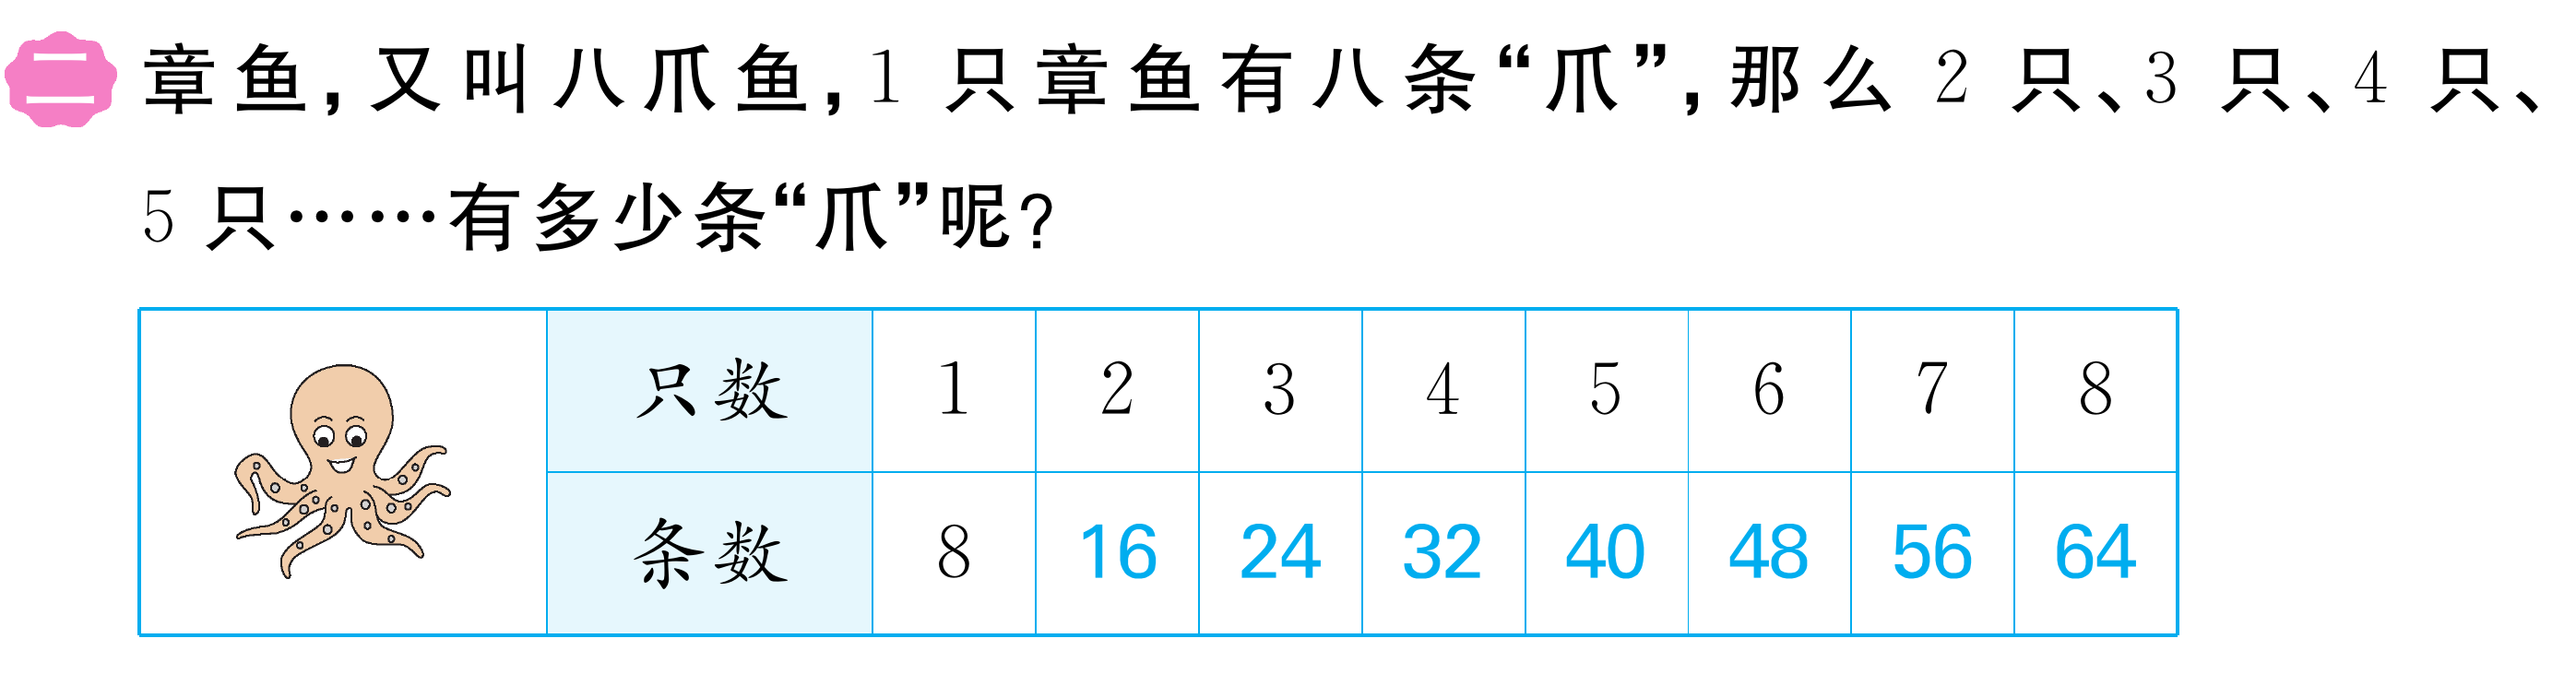 二 章鱼,又叫八爪鱼,1 只章鱼有八条“爪”,那么 2 只、3 只、4 只、
5 只……有多少条“爪”呢?
只数 1 2 3 4 5 6 7 8
条数 8 16 24 32 40 48 56 64